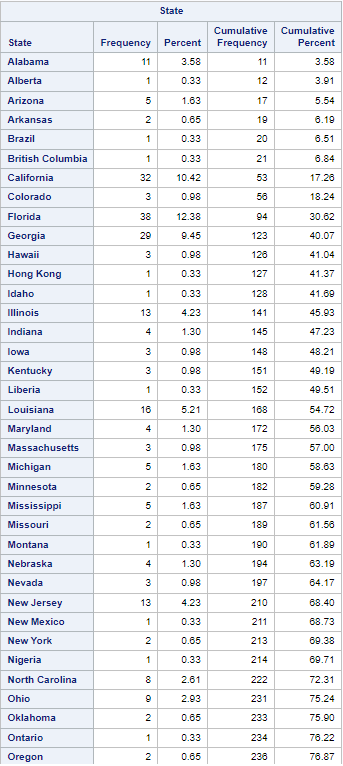 State
Cumulative Cumulative
State Frequency Percent Frequency Percent
Alabama 11 3.58 11 3.58
Alberta 1 0.33 12 3.91
Arizona 5 1.63 17 5.54
Arkansas 2 0.65 19 6.19
Brazil 1 0.33 20 6.51
British Columbia 1 0.33 21 6.84
California 32 10.42 53 17.26
Colorado 3 0.98 56 18.24
Florida 38 12.38 94 30.62
Georgia 29 9.45 123 40.07
Hawaii 3 0.98 126 41.04
Hong Kong 1 0.33 127 41.37
Idaho 1 0.33 128 41.69
Illinois 13 4.23 141 45.93
Indiana 4 1.30 145 47.23
Iowa 3 0.98 148 48.21
Kentucky 3 0.98 151 49.19
Liberia 1 0.33 152 49.51
Louisiana 16 5.21 168 54.72
Maryland 4 1.30 172 56.03
Massachusetts 3 0.98 175 57.00
Michigan 5 1.63 180 58.63
Minnesota 2 0.65 182 59.28
Mississippi 5 1.63 187 60.91
Missouri 2 0.65 189 61.56
Montana 1 0.33 190 61.89
Nebraska 4 1.30 194 63.19
Nevada 3 0.98 197 64.17
New Jersey 13 4.23 210 68.40
New Mexico 1 0.33 211 68.73
New York 2 0.65 213 69.38
Nigeria 1 0.33 214 69.71
North Carolina 8 2.61 222 72.31
Ohio 9 2.93 231 75.24
Oklahoma 2 0.65 233 75.90
Ontario 1 0.33 234 76.22
Oregon 2 0.65 236 76.87